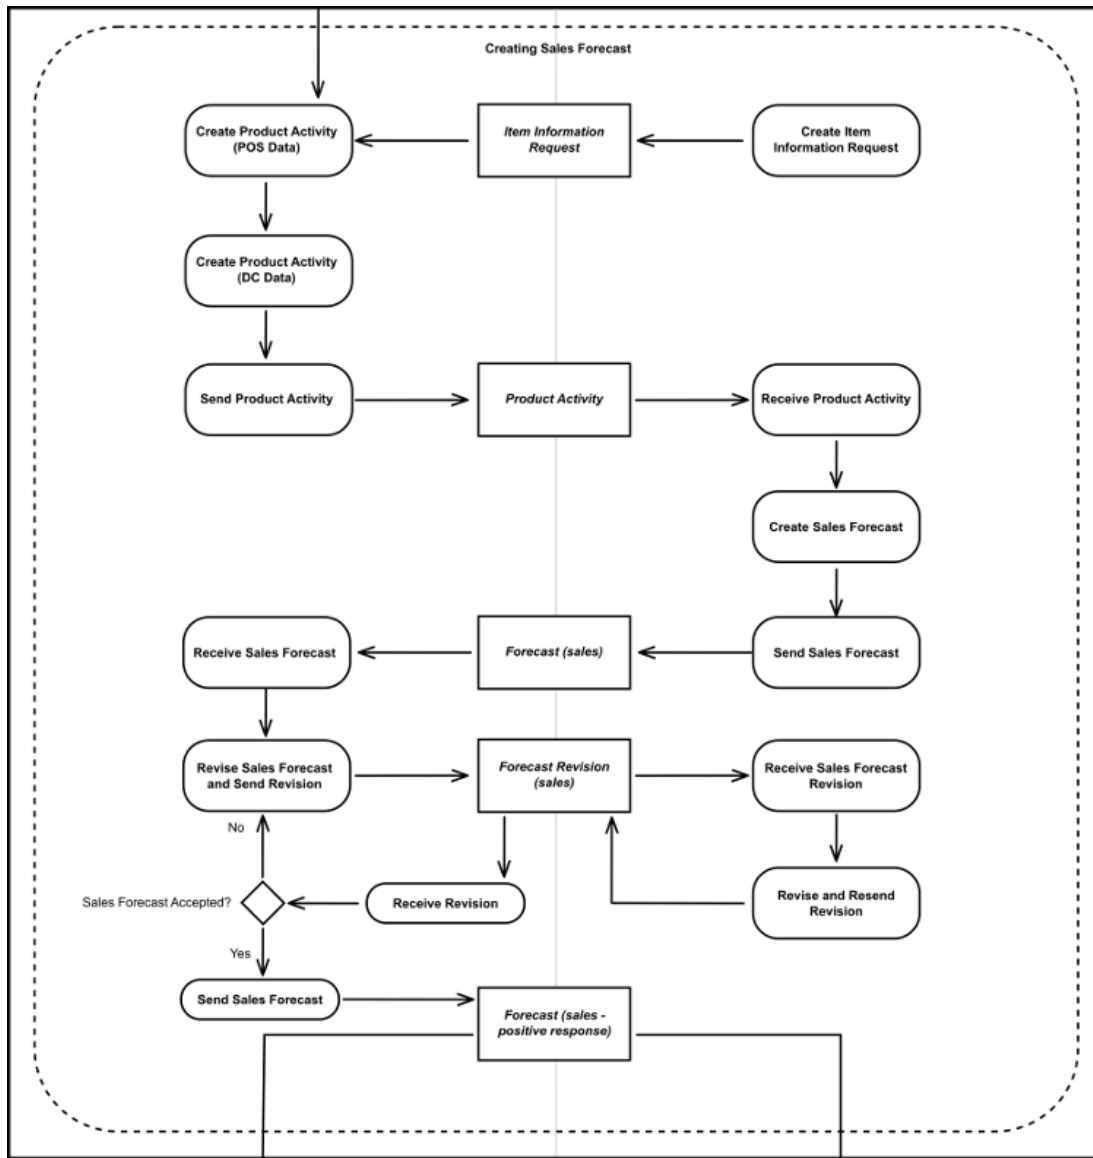 Creating Sales Forecast
Create Product Activity
(POS Data)
Item Information
Request
Create Item
Information Request
Create Product Activity
(DC Data)
Send Product Activity
Product Activity
Receive Product Activity
Create Sales Forecast
Receive Sales Forecast
Forecast (sales)
Send Sales Forecast
Revise Sales Forecast
and Send Revision
Forecast Revision
(sales)
Receive Sales Forecast
Revision
No
Sales Forecast Accepted?
Receive Revision
Revise and Resend
Revision
Yes
Send Sales Forecast
Forecast (sales -
positive response)